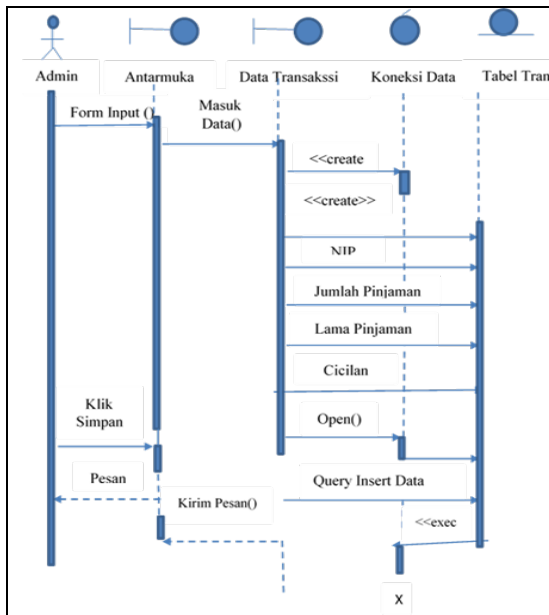 Admin
Antarmuka
Data Transakssi
Koneksi Data
Tabel Tran
Form Input ()
Masuk
Data()
<<create
<<create>>
NIP
Jumlah Pinjaman
Lama Pinjaman
Cicilan
Klik
Simpan
Open()
Pesan
Query Insert Data
Kirim Pesan()
<<exec
X